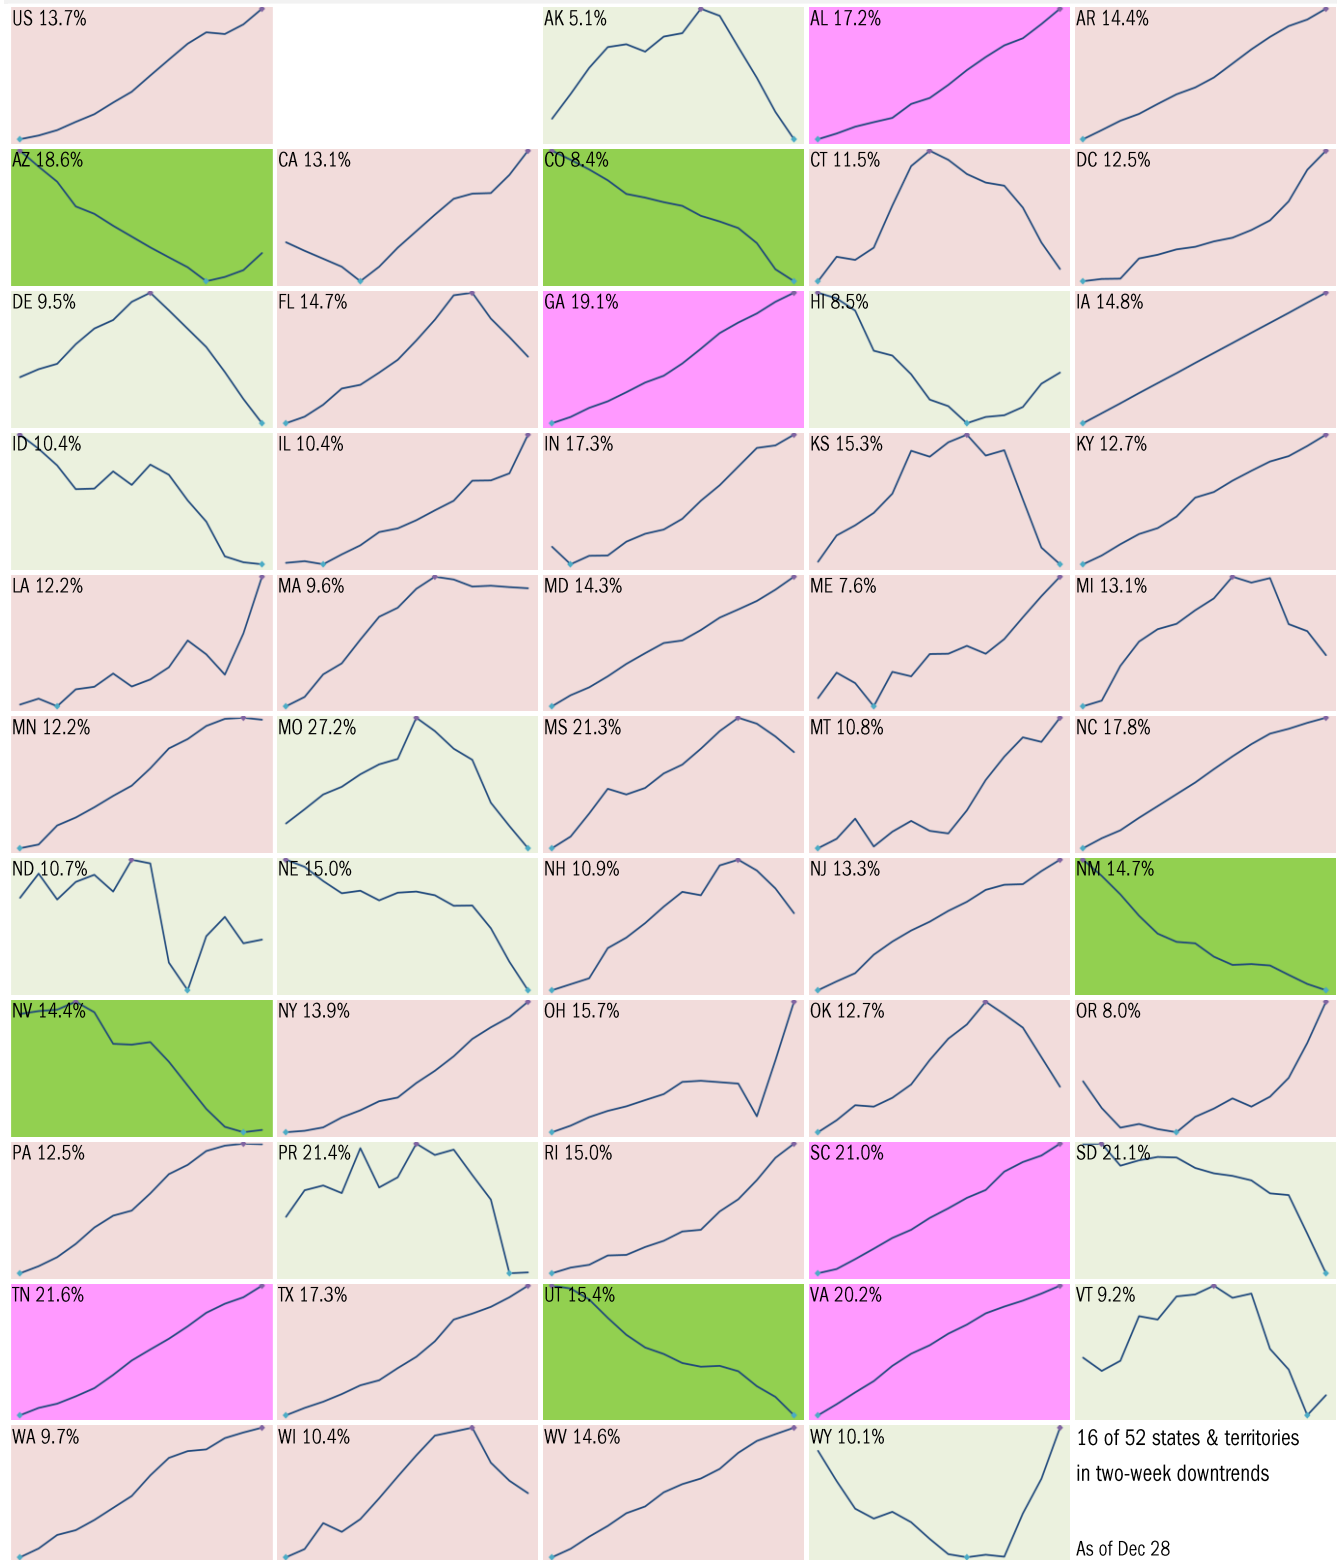 US 13.7%
AK 5.1%
AL 17.2%
AR 14.4%
AZ 18.6%
CA 13.1%
CO 8.4%
CT 11.5%
DC 12.5%
DE 9.5%
FL 14.7%
GA 19.1%
HI 8.5%
IA 14.8%
ID 10.4%
IL 10.4%
IN 17.3%
KS 15.3%
KY 12.7%
LA 12.2%
MA 9.6%
MD 14.3%
ME 7.6%
MI 13.1%
MN 12.2%
MO 27.2%
MS 21.3%
MT 10.8%
NC 17.8%
ND 10.7%
NE 15.0%
NH 10.9%
NJ 13.3%
NM 14.7%
NV 14.4%
NY 13.9%
OH 15.7%
OK 12.7%
OR 8.0%
PA 12.5%
PR 21.4%
RI 15.0%
SC 21.0%
SD 21.1%
TN 21.6%
TX 17.3%
UT 15.4%
VA 20.2%
VT 9.2%
WA 9.7%
WI 10.4%
WV 14.6%
WY 10.1%
16 of 52 states & territories
in two-week downtrends
As of Dec 28